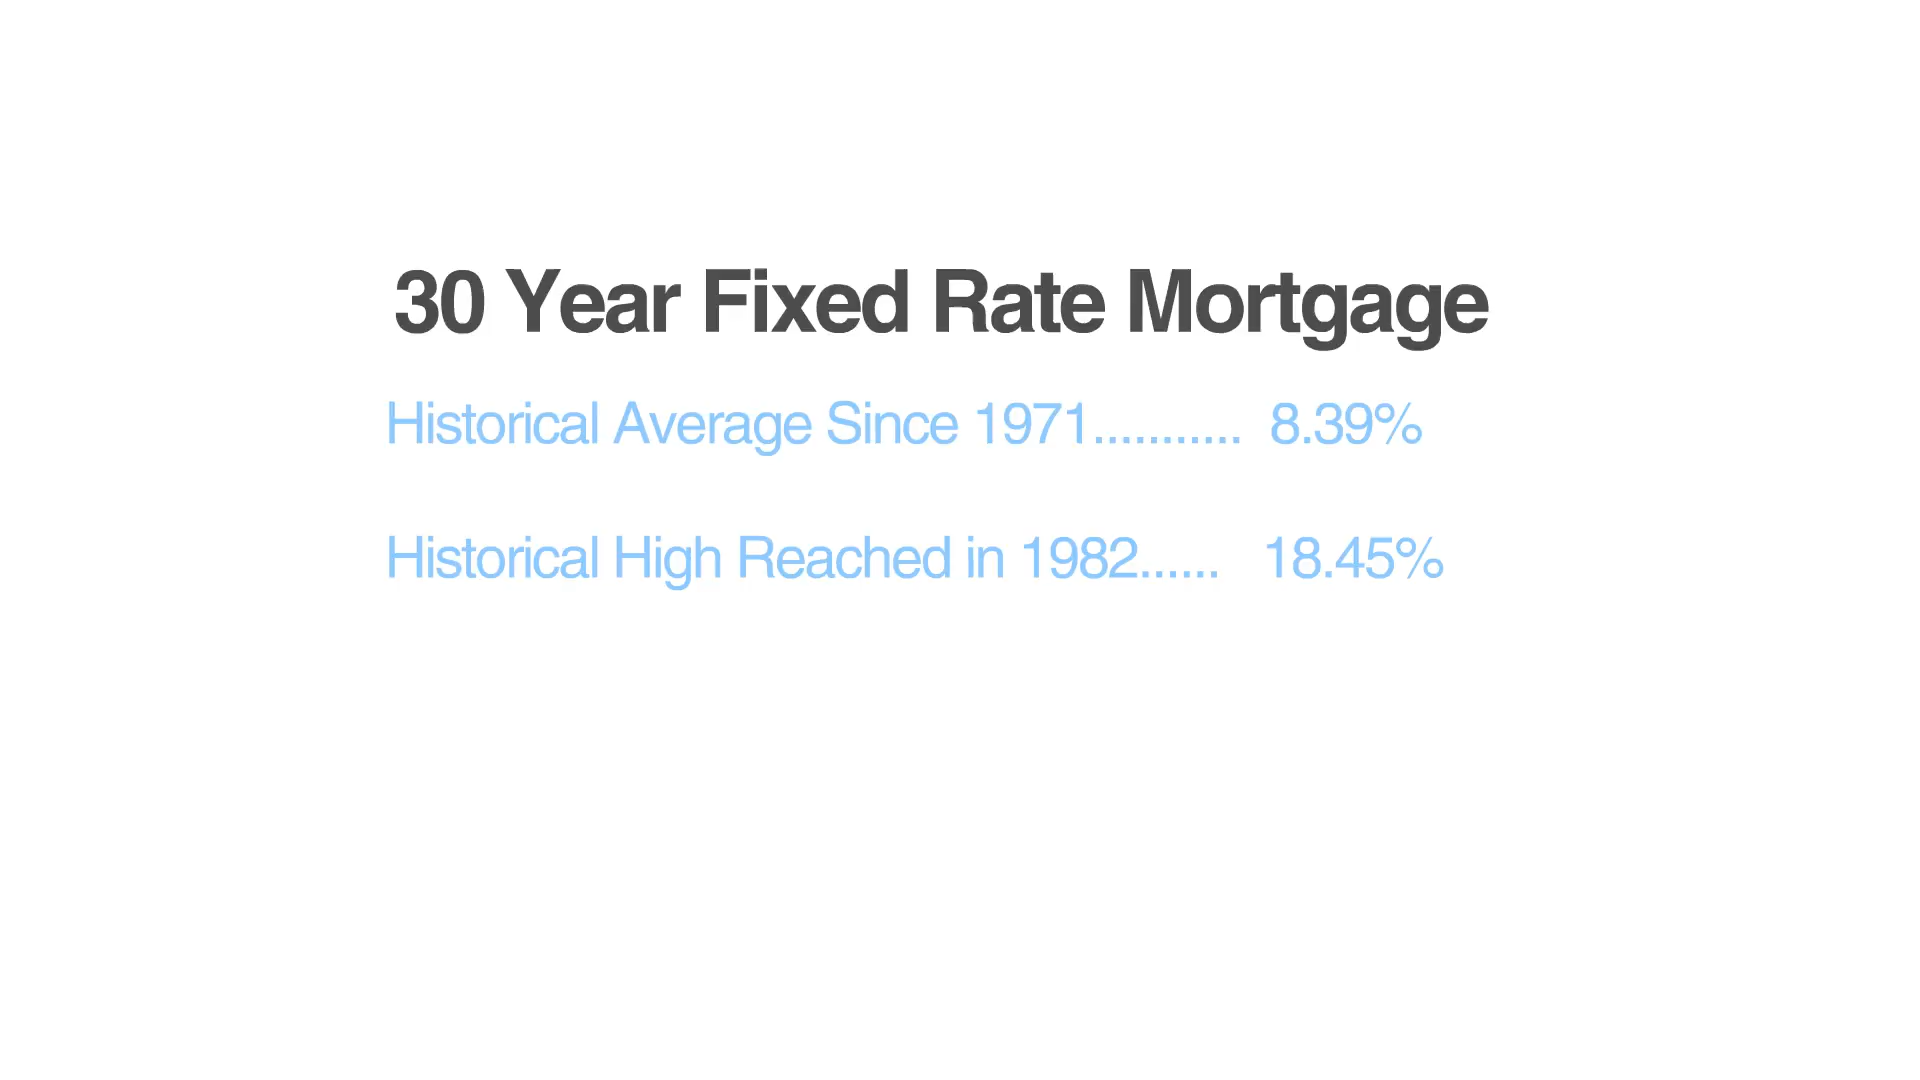 30 Year Fixed Rate Mortgage
Historical Average Since 1971........... 8.39%
Historical High Reached in 1982...... 18.45%